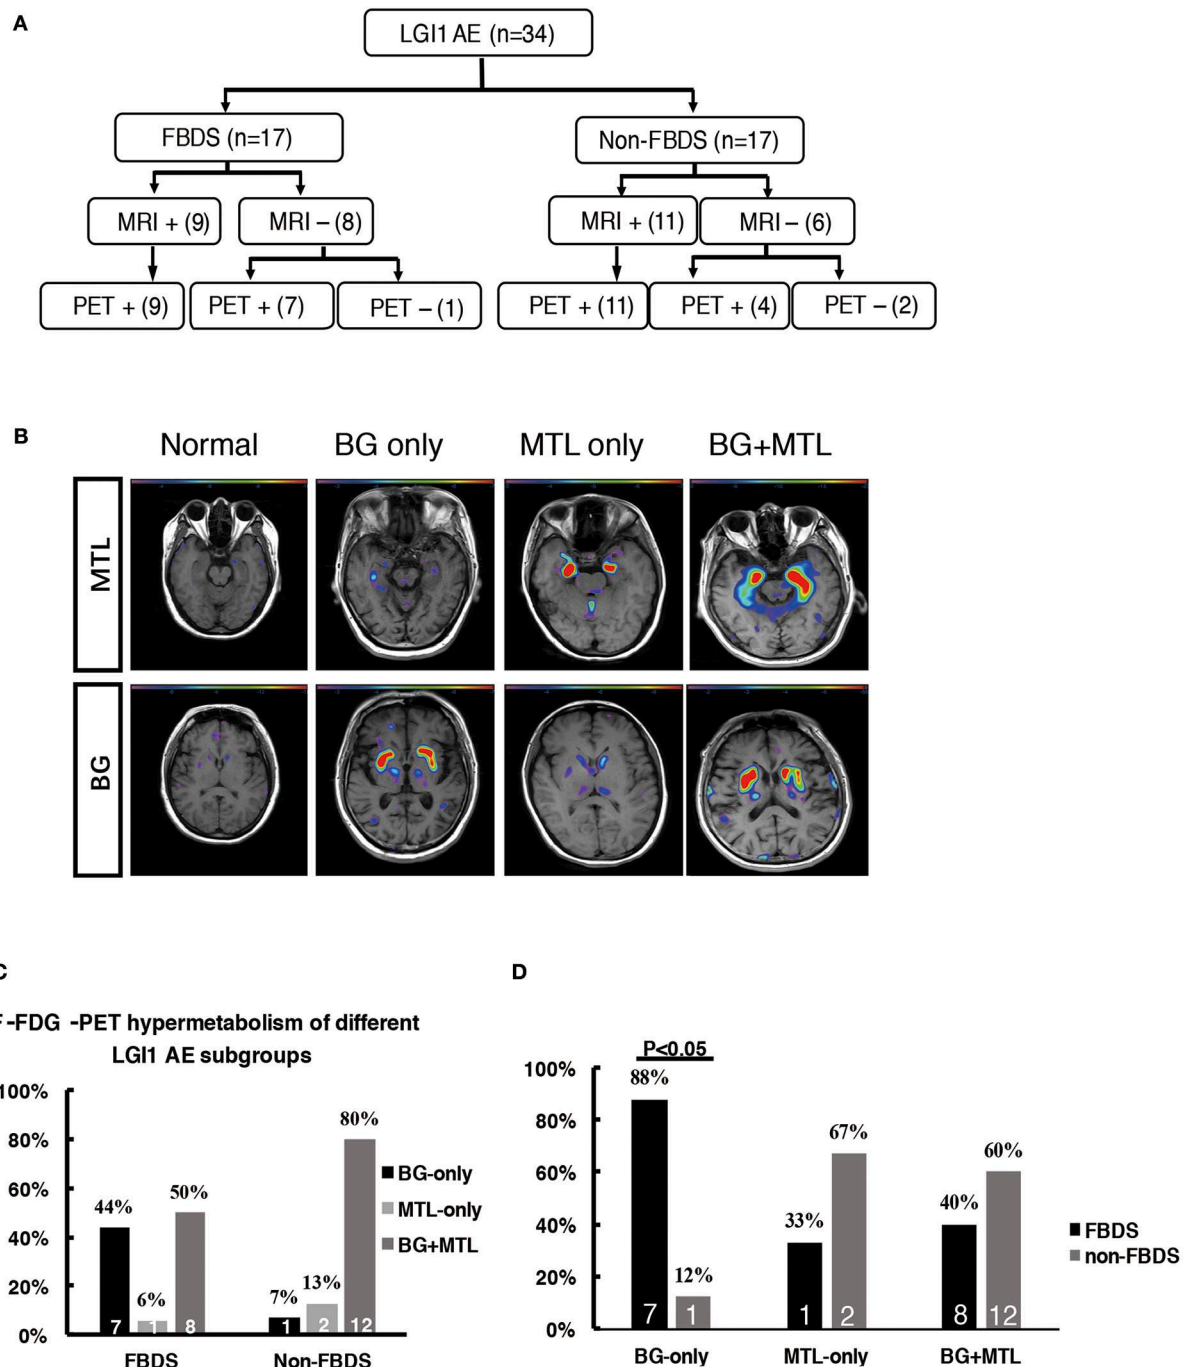 A
LGI1 AE (n=34)
FBDS (n=17)
Non-FBDS (n=17)
MRI + (9)
MRI – (8)
MRI + (11)
MRI – (6)
PET + (9)
PET + (7)
PET – (1)
PET + (11)
PET + (4)
PET – (2)
B
Normal
BG only
MTL only
BG+MTL
MTL
BG
C
-FDG -PET hypermetabolism of different
LGI1 AE subgroups
100%
80%
60%
40%
20%
0%
44%
6%
50%
7%
13%
80%
7
1
8
1
2
12
FBDS
Non-FBDS
BG-only
MTL-only
BG+MTL
D
P<0.05
100%
80%
60%
40%
20%
0%
88%
12%
33%
67%
40%
60%
7
1
1
2
8
12
BG-only
MTL-only
BG+MTL
FBDS
non-FBDS